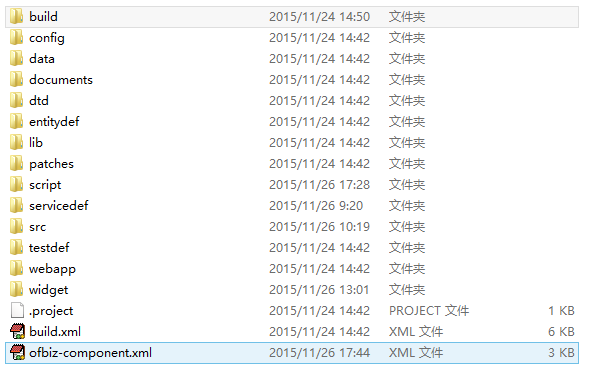 build 2015/11/24 14:50 文件夹
config 2015/11/24 14:42 文件夹
data 2015/11/24 14:42 文件夹
documents 2015/11/24 14:42 文件夹
dtd 2015/11/24 14:42 文件夹
entitydef 2015/11/24 14:42 文件夹
lib 2015/11/24 14:42 文件夹
patches 2015/11/24 14:42 文件夹
script 2015/11/26 17:28 文件夹
servicedef 2015/11/26 9:20 文件夹
src 2015/11/26 10:19 文件夹
testdef 2015/11/24 14:42 文件夹
webapp 2015/11/24 14:42 文件夹
widget 2015/11/26 13:01 文件夹
.project 2015/11/24 14:42 PROJECT 文件 1 KB
build.xml 2015/11/24 14:42 XML 文件 6 KB
ofbiz-component.xml 2015/11/26 17:44 XML 文件 3 KB